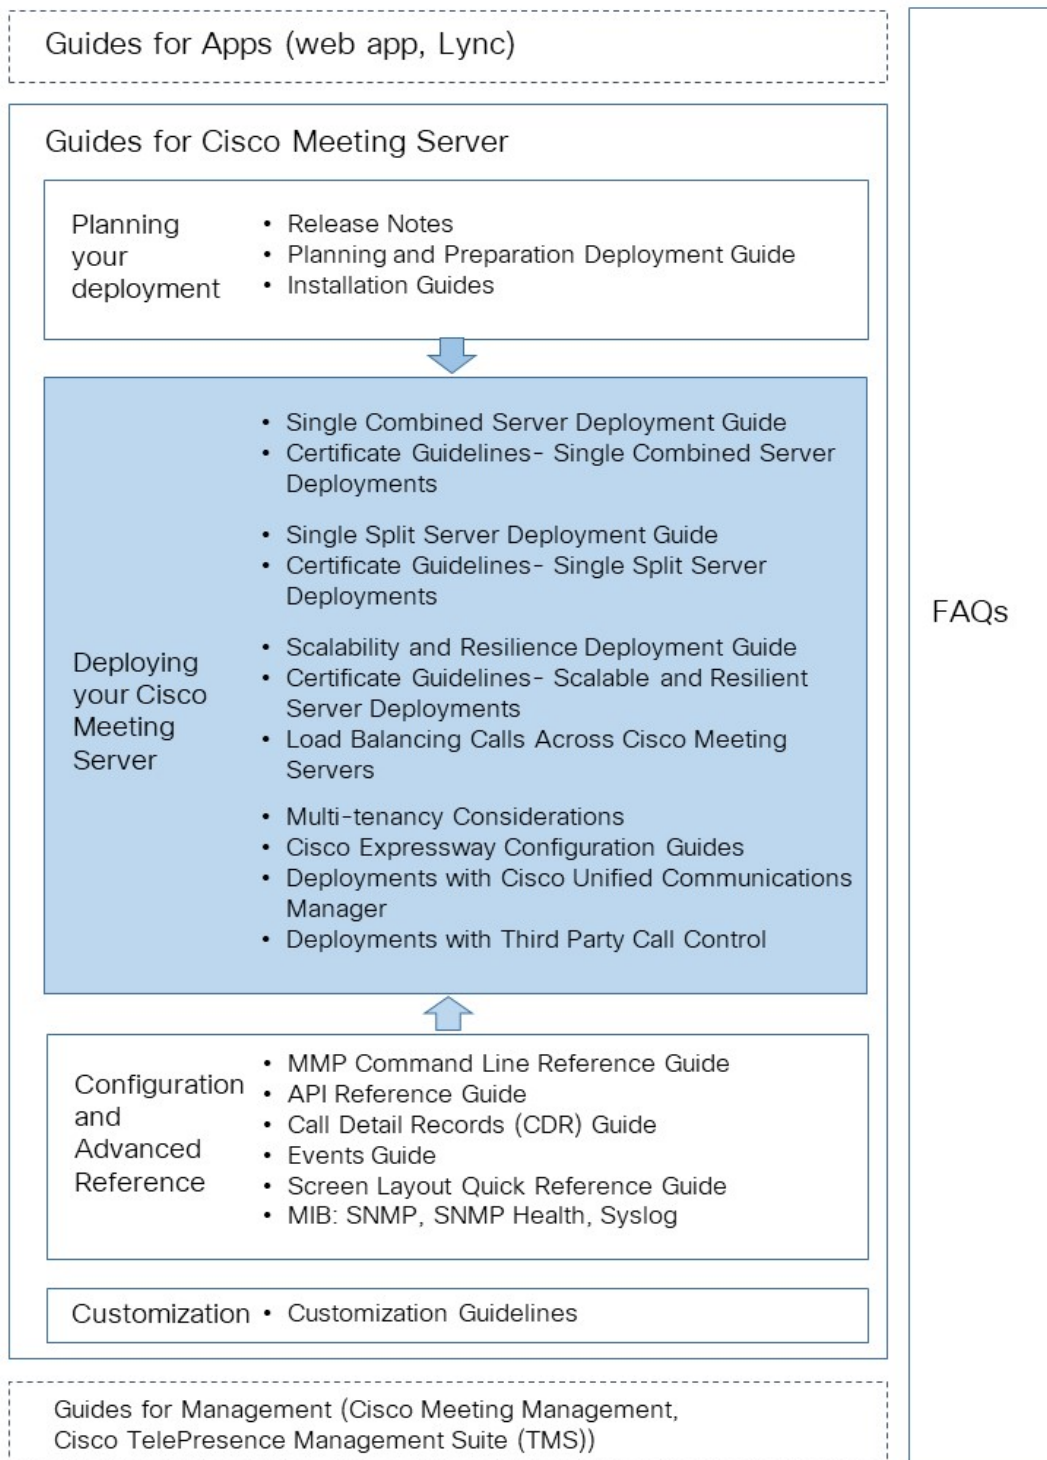 Guides for Apps (web app, Lync)
Guides for Cisco Meeting Server
Planning
your
deployment
• Release Notes
• Planning and Preparation Deployment Guide
• Installation Guides
Deploying
your Cisco
Meeting
Server
• Single Combined Server Deployment Guide
• Certificate Guidelines- Single Combined Server
Deployments
• Single Split Server Deployment Guide
• Certificate Guidelines- Single Split Server
Deployments
• Scalability and Resilience Deployment Guide
• Certificate Guidelines- Scalable and Resilient
Server Deployments
• Load Balancing Calls Across Cisco Meeting
Servers
• Multi-tenancy Considerations
• Cisco Expressway Configuration Guides
• Deployments with Cisco Unified Communications
Manager
• Deployments with Third Party Call Control
Configuration
and
Advanced
Reference
• MMP Command Line Reference Guide
• API Reference Guide
• Call Detail Records (CDR) Guide
• Events Guide
• Screen Layout Quick Reference Guide
• MIB: SNMP, SNMP Health, Syslog
Customization
• Customization Guidelines
Guides for Management (Cisco Meeting Management,
Cisco TelePresence Management Suite (TMS))
FAQs